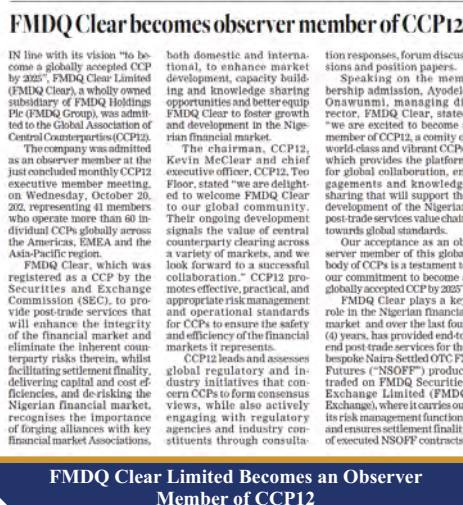 FMDQ Clear becomes observer member of CCP12
IN line with its vision "to be-
come a globally accepted CCP
by 2025", FMDQ Clear Limited
(FMDQ Clear), a wholly owned
subsidiary of FMDQ Holdings
Plc (FMDQ Group), was admit-
ted to the Global Association of
Central Counterparties (CCP12).
The company was admitted
as an observer member at the
just concluded monthly CCP12
executive member meeting,
on Wednesday, October 20,
202, representing 41 members
who operate more than 60 in-
dividual CCPs globally across
the Americas, EMEA and the
Asia-Pacific region.
FMDQ Clear, which was
registered as a CCP by the
Securities and Exchange
Commission (SEC), to pro-
vide post-trade services that
will enhance the integrity
of the financial market and
eliminate the inherent coun-
terparty risks therein, whilst
facilitating settlement finality,
delivering capital and cost ef-
ficiencies, and de-risking the
Nigerian financial market,
recognises the importance
of forging alliances with key
financial market Associations,
both domestic and interna-
tional, to enhance market
development, capacity build-
ing and knowledge sharing
opportunities and better equip
FMDQ Clear to foster growth
and development in the Nige-
rian financial market.
The chairman, CCP12,
Kevin McClear and chief
executive officer, CCP12, Teo
Floor, stated "we are delight-
ed to welcome FMDQ Clear
to our global community.
Their ongoing development
signals the value of central
counterparty clearing across
a variety of markets, and we
look forward to a successful
collaboration." CCP12 pro-
motes effective, practical, and
appropriate risk management
and operational standards
for CCPs to ensure the safety
and efficiency of the financial
markets it represents.
CCP12 leads and assesses
global regulatory and in-
dustry initiatives that con-
cern CCPs to form consensus
views, while also actively
engaging with regulatory
agencies and industry con-
stituents through consulta-
tion responses, forum discus
sions and position papers.
Speaking on the mem
bership admission, Ayodel
Onawunmi, managing di
rector, FMDQ Clear, stated
"we are excited to become
member of CCP12, a comity o
world-class and vibrant CCPs
which provides the platform
for global collaboration, en
gagements and knowledg
sharing that will support th
development of the Nigerian
post-trade services value chain
towards global standards.
Our acceptance as an ob
server member of this globa
body of CCPs is a testament t
our commitment to become
globally accepted CCP by 2025"
FMDQ Clear plays a key
role in the Nigerian financia
market and over the last fou
(4) years, has provided end-to
end post-trade services for th
bespoke Naira-Settled OTC F
Futures ("NSOFF") produc
traded on FMDQ Securitie
Exchange Limited (FMDQ
Exchange), where it carries ou
its risk management function
and ensures settlement finality
of executed NSOFF contracts
FMDQ Clear Limited Becomes an Observer
Member of CCP12